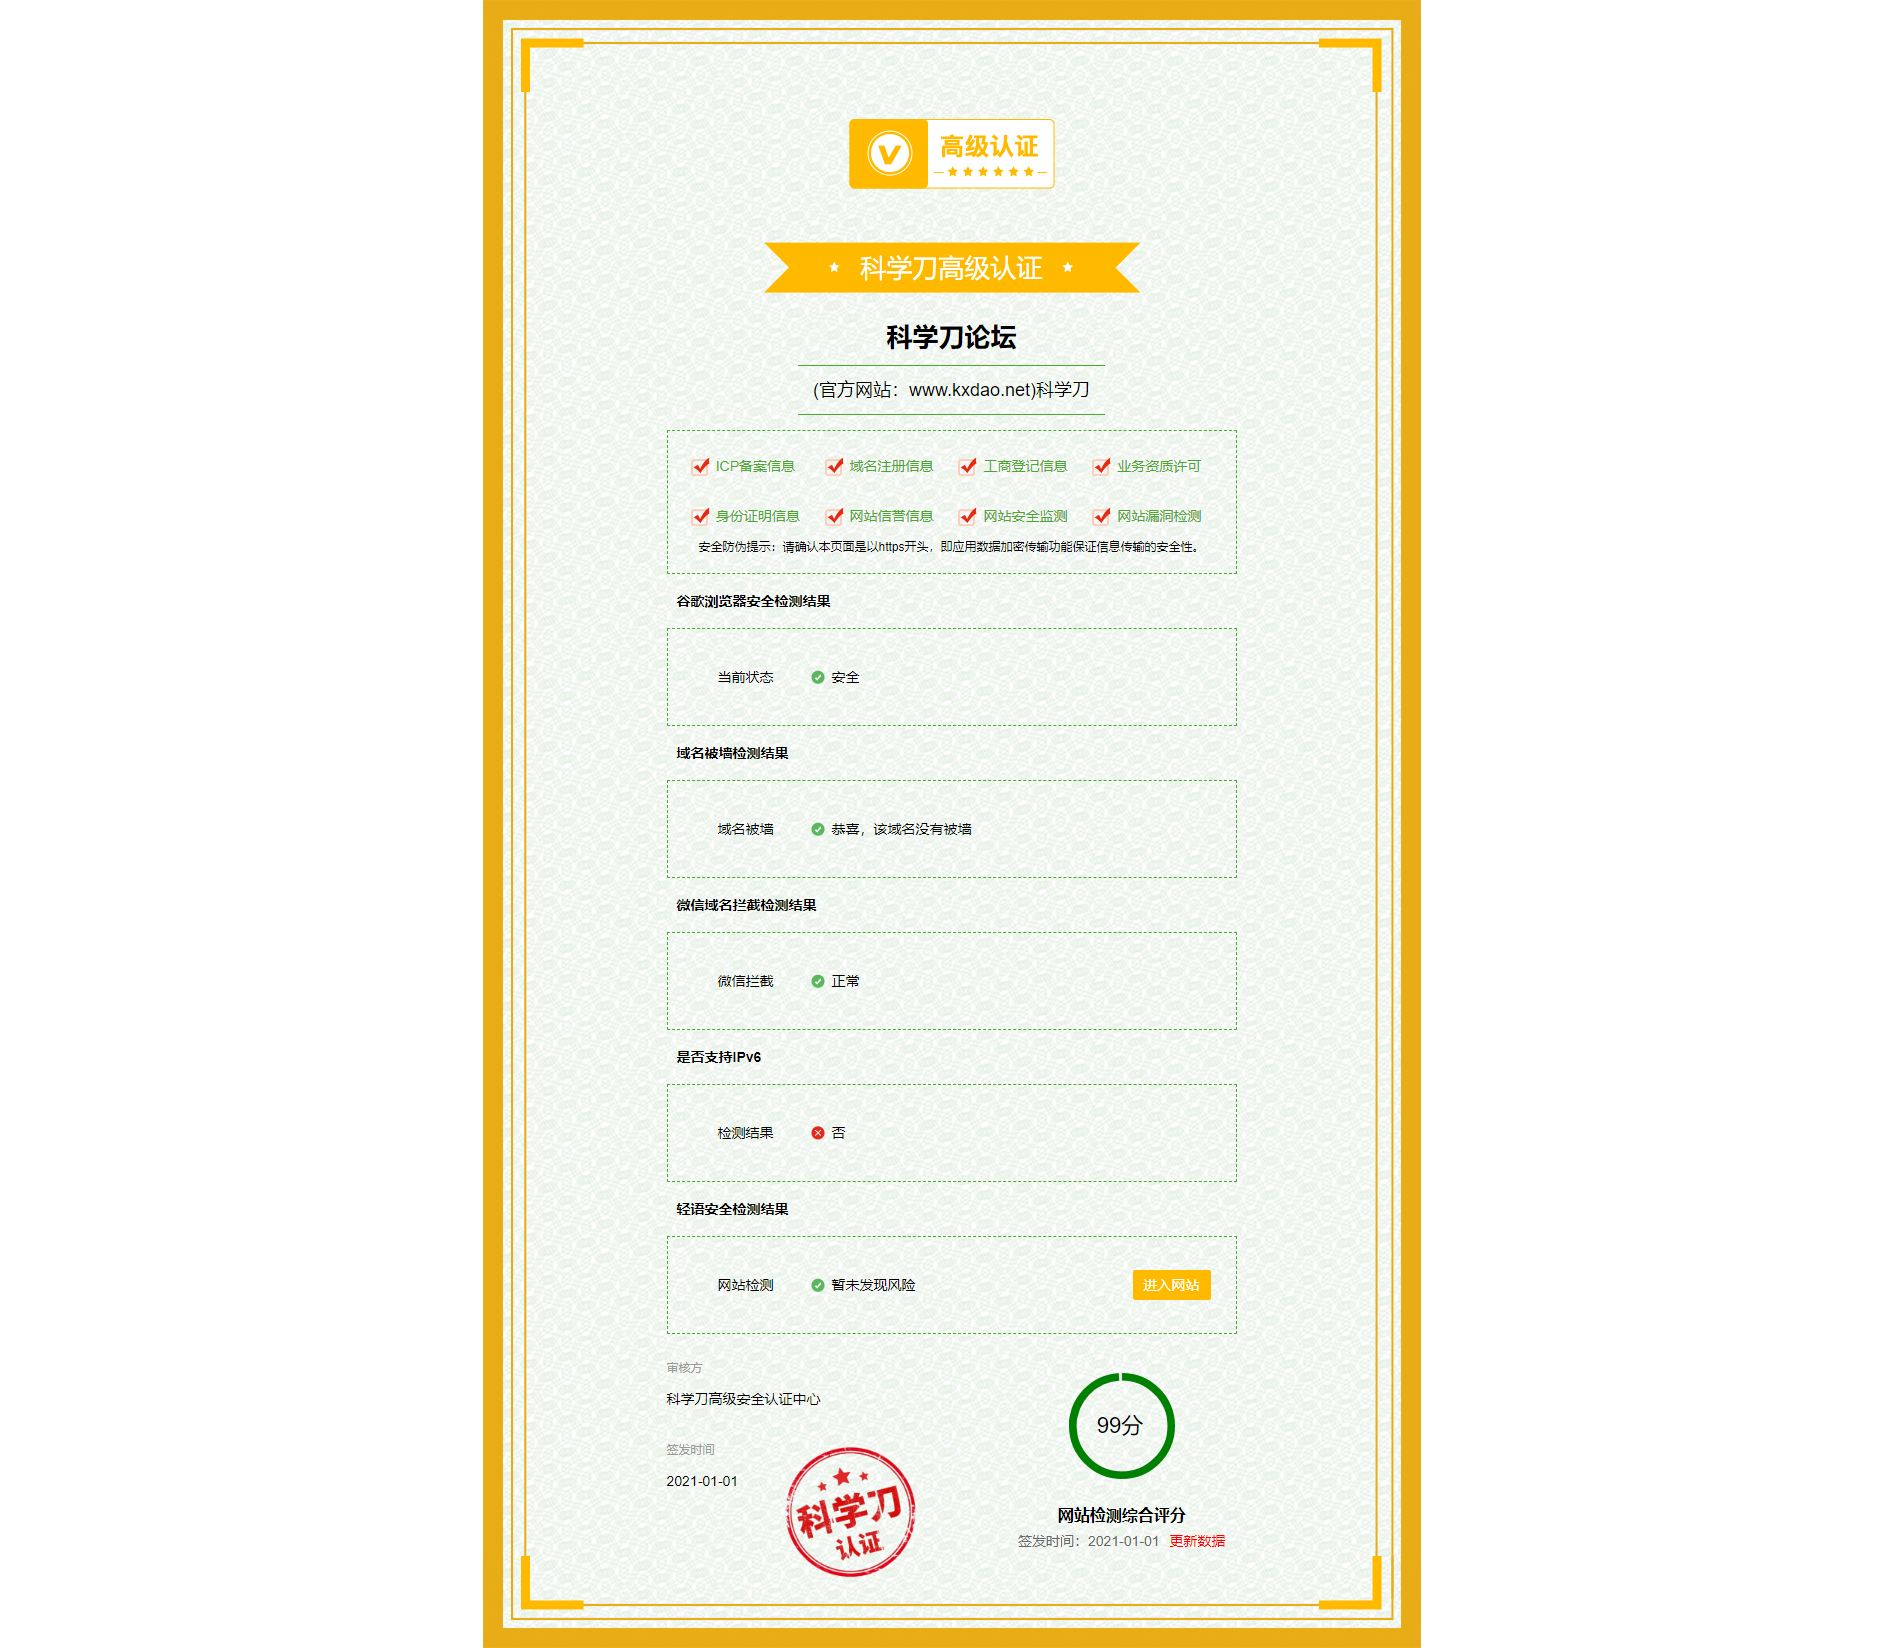 高级认证
科学刀高级认证
科学刀论坛
(官方网站：www.kxdao.net)科学刀
ICP备案信息 域名注册信息 工商登记信息 业务资质许可
身份证明信息 网站信誉信息 网站安全监测 网站漏洞检测
安全防伪提示：请确认本页面是以https开头，即应用数据加密传输功能保证信息传输的安全性。
谷歌浏览器安全检测结果
当前状态 安全
域名被墙检测结果
域名被墙 恭喜，该域名没有被墙
微信域名拦截检测结果
微信拦截 正常
是否支持IPv6
检测结果 否
轻语安全检测结果
网站检测 暂未发现风险 进入网站
审核方
科学刀高级安全认证中心
签发时间
2021-01-01
科学刀
认证
99分
网站检测综合评分
签发时间：2021-01-01 更新数据